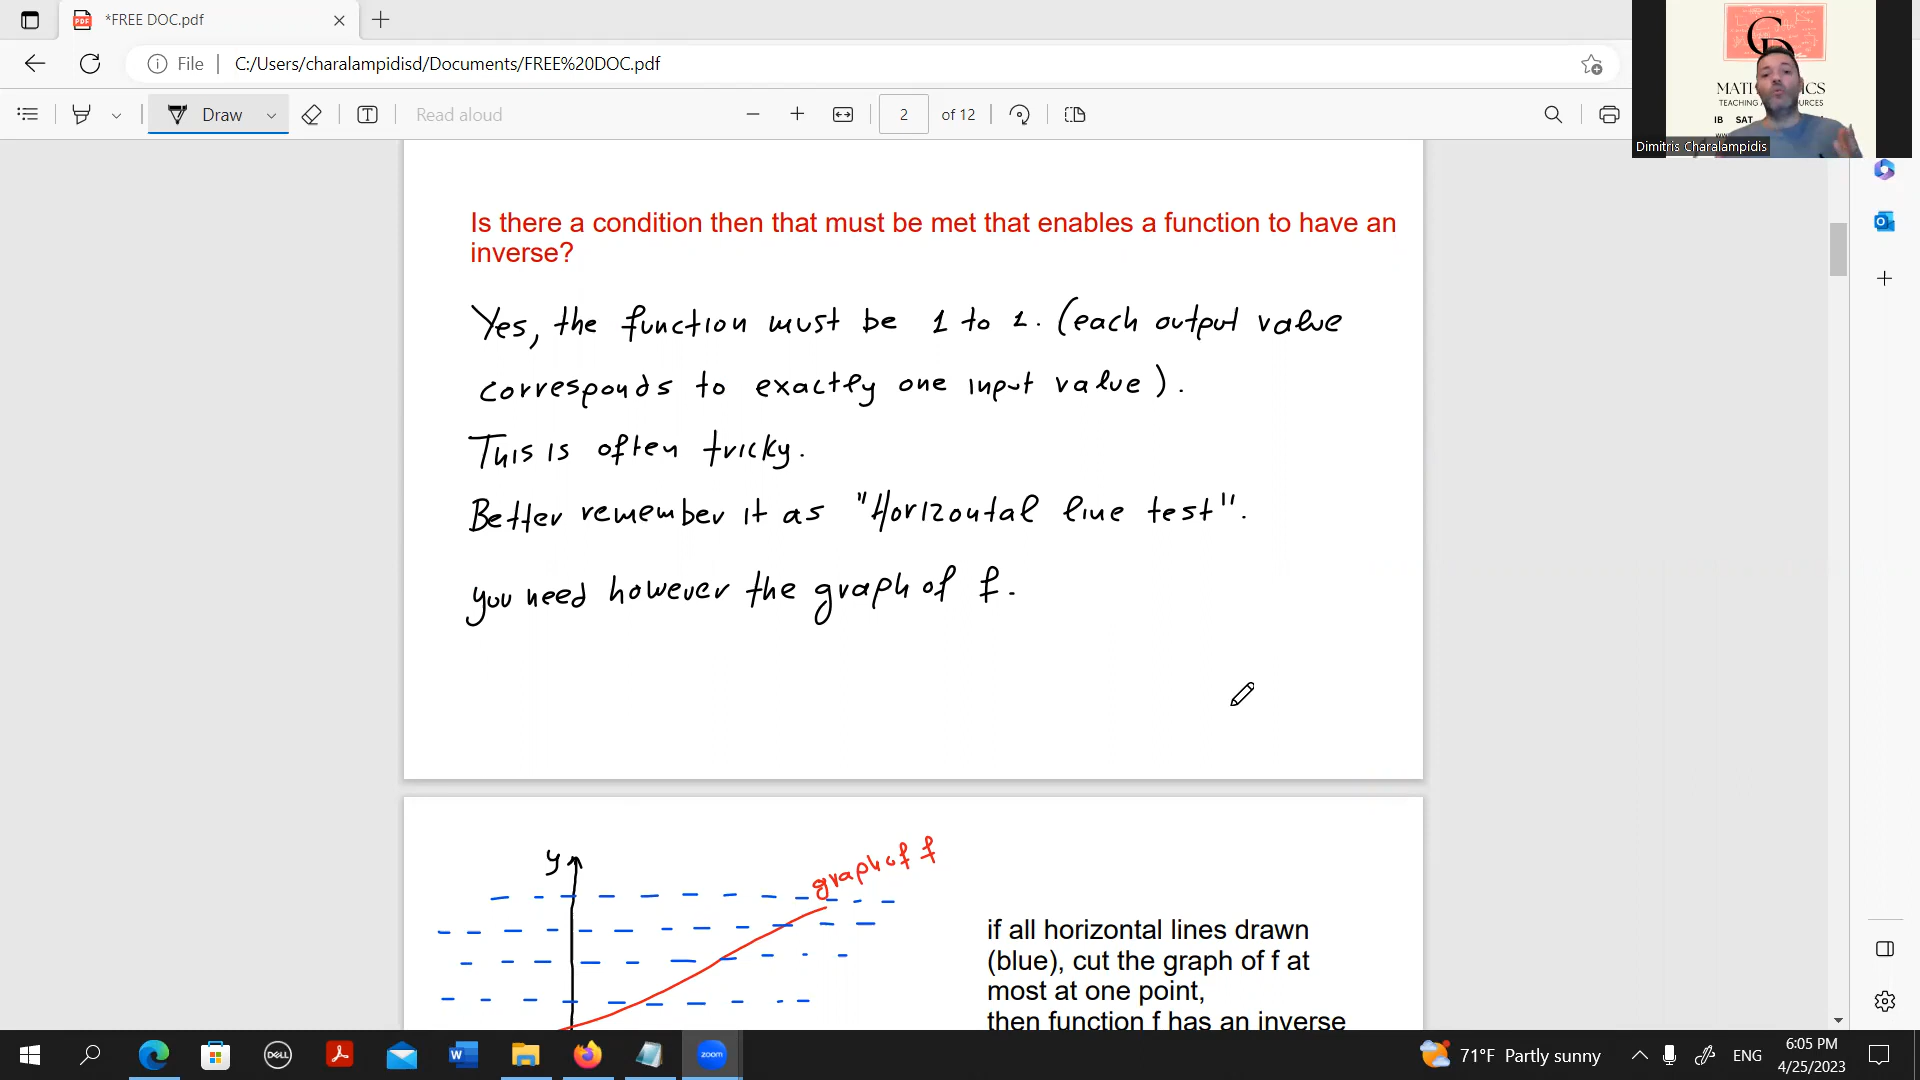 *FREE DOC.pdf
File
C:/Users/charalampidisd/Documents/FREE%20DOC.pdf
Draw
Read aloud
2
of 12
MATHEMATICS
IB SAT
Dimitris Charalampidis
Is there a condition then that must be met that enables a function to have an
inverse?
Yes, the function must be 1 to 1. (each output value
corresponds to exactly one input value).
This is often tricky.
Better remember it as "Horizontal line test".
you need however the graph of f.
y
graph of f
if all horizontal lines drawn
(blue), cut the graph of f at
most at one point,
then function f has an inverse
DELL
zoom
71°F Partly sunny
ENG
6:05 PM
4/25/2023